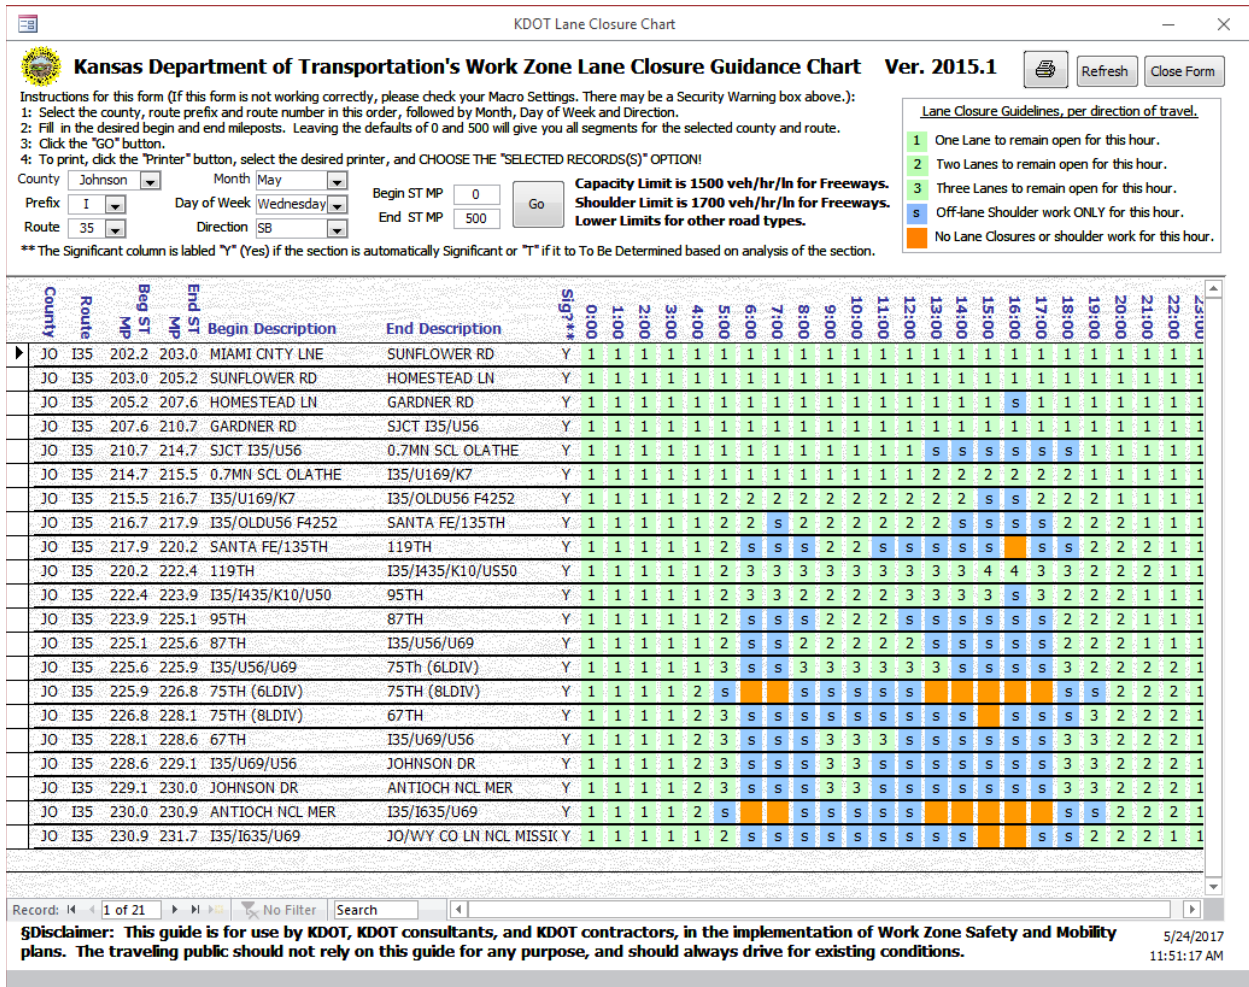 KDOT Lane Closure Chart
Kansas Department of Transportation's Work Zone Lane Closure Guidance Chart Ver. 2015.1
Refresh
Close Form
Instructions for this form (If this form is not working correctly, please check your Macro Settings. There may be a Security Warning box above.):
1: Select the county, route prefix and route number in this order, followed by Month, Day of Week and Direction.
2: Fill in the desired begin and end mileposts. Leaving the defaults of 0 and 500 will give you all segments for the selected county and route.
3: Click the "GO" button.
4: To print, click the "Printer" button, select the desired printer, and CHOOSE THE "SELECTED RECORDS(S)" OPTION!
County Johnson Month May
Prefix I Day of Week Wednesday
Route 35 Direction SB
Begin ST MP 0
End ST MP 500
Go
Capacity Limit is 1500 veh/hr/ln for Freeways.
Shoulder Limit is 1700 veh/hr/ln for Freeways.
Lower Limits for other road types.
** The Significant column is labled "Y" (Yes) if the section is automatically Significant or "T" if it to To Be Determined based on analysis of the section.
Lane Closure Guidelines, per direction of travel.
1 One Lane to remain open for this hour.
2 Two Lanes to remain open for this hour.
3 Three Lanes to remain open for this hour.
s Off-lane Shoulder work ONLY for this hour.
No Lane Closures or shoulder work for this hour.
County Route Beg ST MP End ST MP Begin Description End Description Sig?** 0:00 1:00 2:00 3:00 4:00 5:00 6:00 7:00 8:00 9:00 10:00 11:00 12:00 13:00 14:00 15:00 16:00 17:00 18:00 19:00 20:00 21:00 22:00 23:00
JO I35 202.2 203.0 MIAMI CNTY LNE SUNFLOWER RD Y 1 1 1 1 1 1 1 1 1 1 1 1 1 1 1 1 1 1 1 1 1 1 1 1
JO I35 203.0 205.2 SUNFLOWER RD HOMESTEAD LN Y 1 1 1 1 1 1 1 1 1 1 1 1 1 1 1 1 1 1 1 1 1 1 1 1
JO I35 205.2 207.6 HOMESTEAD LN GARDNER RD Y 1 1 1 1 1 1 1 1 1 1 1 1 1 1 1 1 s 1 1 1 1 1 1 1
JO I35 207.6 210.7 GARDNER RD SJCT I35/U56 Y 1 1 1 1 1 1 1 1 1 1 1 1 1 1 1 1 1 1 1 1 1 1 1 1
JO I35 210.7 214.7 SJCT I35/U56 0.7MN SCL OLATHE Y 1 1 1 1 1 1 1 1 1 1 1 1 1 s s s s s s 1 1 1 1 1
JO I35 214.7 215.5 0.7MN SCL OLATHE I35/U169/K7 Y 1 1 1 1 1 1 1 1 1 1 1 1 1 2 2 2 2 2 2 1 1 1 1 1
JO I35 215.5 216.7 I35/U169/K7 I35/OLDU56 F4252 Y 1 1 1 1 1 2 2 2 2 2 2 2 2 2 2 s s 2 2 2 1 1 1 1
JO I35 216.7 217.9 I35/OLDU56 F4252 SANTA FE/135TH Y 1 1 1 1 1 2 2 s 2 2 2 2 2 2 s s s s 2 2 2 1 1 1
JO I35 217.9 220.2 SANTA FE/135TH 119TH Y 1 1 1 1 1 2 s s s 2 2 s s s s s s s 2 2 2 1 1
JO I35 220.2 222.4 119TH I35/I435/K10/US50 Y 1 1 1 1 1 2 3 3 3 3 3 3 3 3 3 4 4 3 3 2 2 2 1 1
JO I35 222.4 223.9 I35/I435/K10/U50 95TH Y 1 1 1 1 1 2 3 3 2 2 2 2 3 3 3 3 s 3 2 2 2 1 1 1
JO I35 223.9 225.1 95TH 87TH Y 1 1 1 1 1 2 s s s 2 2 2 s s s s s s 2 2 2 1 1 1
JO I35 225.1 225.6 87TH I35/U56/U69 Y 1 1 1 1 1 2 s s 2 2 2 2 2 s s s s s 2 2 2 1 1 1
JO I35 225.6 225.9 I35/U56/U69 75Th (6LDIV) Y 1 1 1 1 1 3 s s 3 3 3 3 3 3 s s s s 3 2 2 2 1 1
JO I35 225.9 226.8 75TH (6LDIV) 75TH (8LDIV) Y 1 1 1 1 2 s s s s s s s s 2 2 2 1
JO I35 226.8 228.1 75TH (8LDIV) 67TH Y 1 1 1 1 2 3 s s s s s s s s s s s s 3 2 2 2 1
JO I35 228.1 228.6 67TH I35/U69/U56 Y 1 1 1 1 2 3 s s s 3 3 3 s s s s s s 3 3 2 2 2 1
JO I35 228.6 229.1 I35/U69/U56 JOHNSON DR Y 1 1 1 1 2 3 s s s 3 3 s s s s s s s 3 3 2 2 2 1
JO I35 229.1 230.0 JOHNSON DR ANTIOCH NCL MER Y 1 1 1 1 2 3 s s s 3 3 s s s s s s s 3 3 2 2 2 1
JO I35 230.0 230.9 ANTIOCH NCL MER I35/I635/U69 Y 1 1 1 1 2 s s s s s s s s 2 2 2 1
JO I35 230.9 231.7 I35/I635/U69 JO/WY CO LN NCL MISSI Y 1 1 1 1 1 2 s s s s s s s s s s s 2 2 2 1 1
Record: 1 of 21 No Filter Search
§Disclaimer: This guide is for use by KDOT, KDOT consultants, and KDOT contractors, in the implementation of Work Zone Safety and Mobility
plans. The traveling public should not rely on this guide for any purpose, and should always drive for existing conditions.
5/24/2017
11:51:17 AM